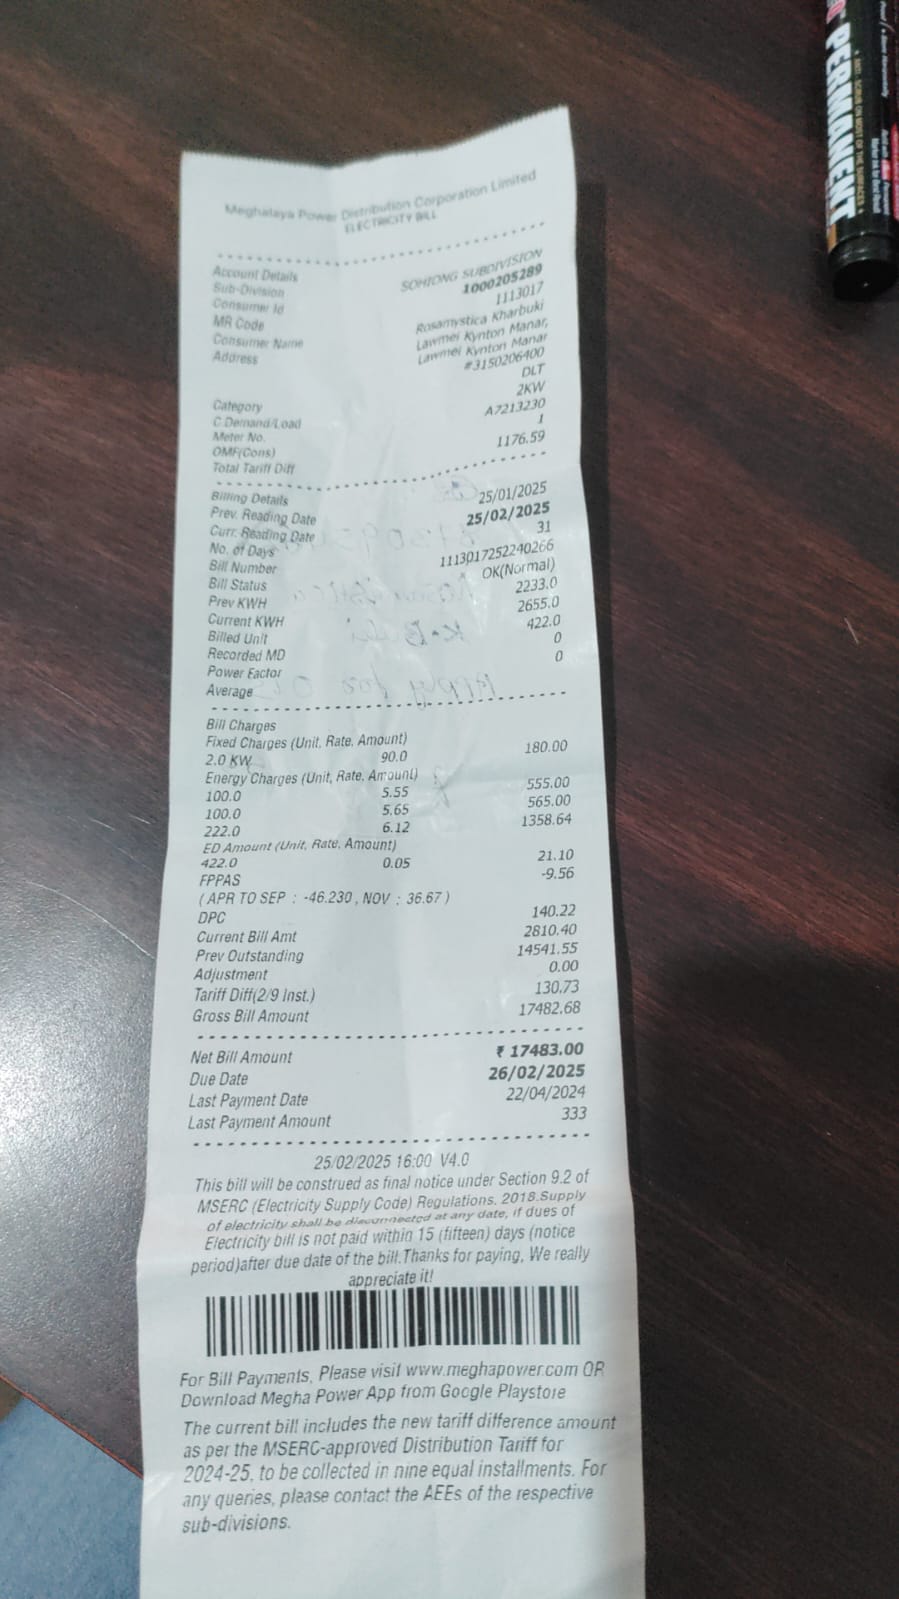 Meghalaya Power Distribution Corporation Limited
ELECTRICITY BILL
Account Details
Sub-Division SOHIONG SUBDIVISION
Consumer Id 1000205289
MR Code 1113017
Consumer Name Rosamystica Kharbuki
Address Lawmei Kynton Manar,
Lawmei Kynton Manar
#3150206400
Category DLT
C Demand/Load 2KW
Meter No. A7213230
OMF(Cons) 1
Total Tariff Diff 1176.59
Billing Details
Prev. Reading Date 25/01/2025
Curr. Reading Date 25/02/2025
No. of Days 31
Bill Number 1113017252240266
Bill Status OK(Normal)
Prev KWH 2233.0
Current KWH 2655.0
Billed Unit 422.0
Recorded MD 0
Power Factor 0
Average
Bill Charges
Fixed Charges (Unit, Rate, Amount)
2.0 KW 90.0 180.00
Energy Charges (Unit, Rate, Amount)
100.0 5.55 555.00
100.0 5.65 565.00
222.0 6.12 1358.64
ED Amount (Unit, Rate, Amount)
422.0 0.05 21.10
FPPAS -9.56
( APR TO SEP : -46.230 , NOV : 36.67 )
DPC 140.22
Current Bill Amt 2810.40
Prev Outstanding 14541.55
Adjustment 0.00
Tariff Diff(2/9 Inst.) 130.73
Gross Bill Amount 17482.68
Net Bill Amount ₹ 17483.00
Due Date 26/02/2025
Last Payment Date 22/04/2024
Last Payment Amount 333
25/02/2025 16:00 V4.0
This bill will be construed as final notice under Section 9.2 of
MSERC (Electricity Supply Code) Regulations, 2018.Supply
of electricity shall be disconnected at any date, if dues of
Electricity bill is not paid within 15 (fifteen) days (notice
period)after due date of the bill.Thanks for paying, We really
appreciate it!
For Bill Payments, Please visit www.meghapower.com OR
Download Megha Power App from Google Playstore
The current bill includes the new tariff difference amount
as per the MSERC-approved Distribution Tariff for
2024-25, to be collected in nine equal installments. For
any queries, please contact the AEEs of the respective
sub-divisions.
PERMANENT